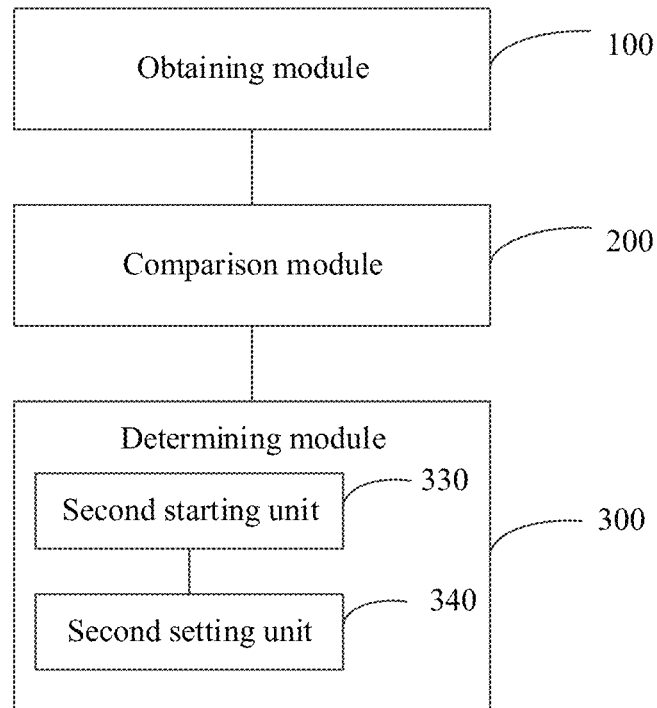 Obtaining module
100
Comparison module
200
Determining module
Second starting unit
330
300
Second setting unit
340